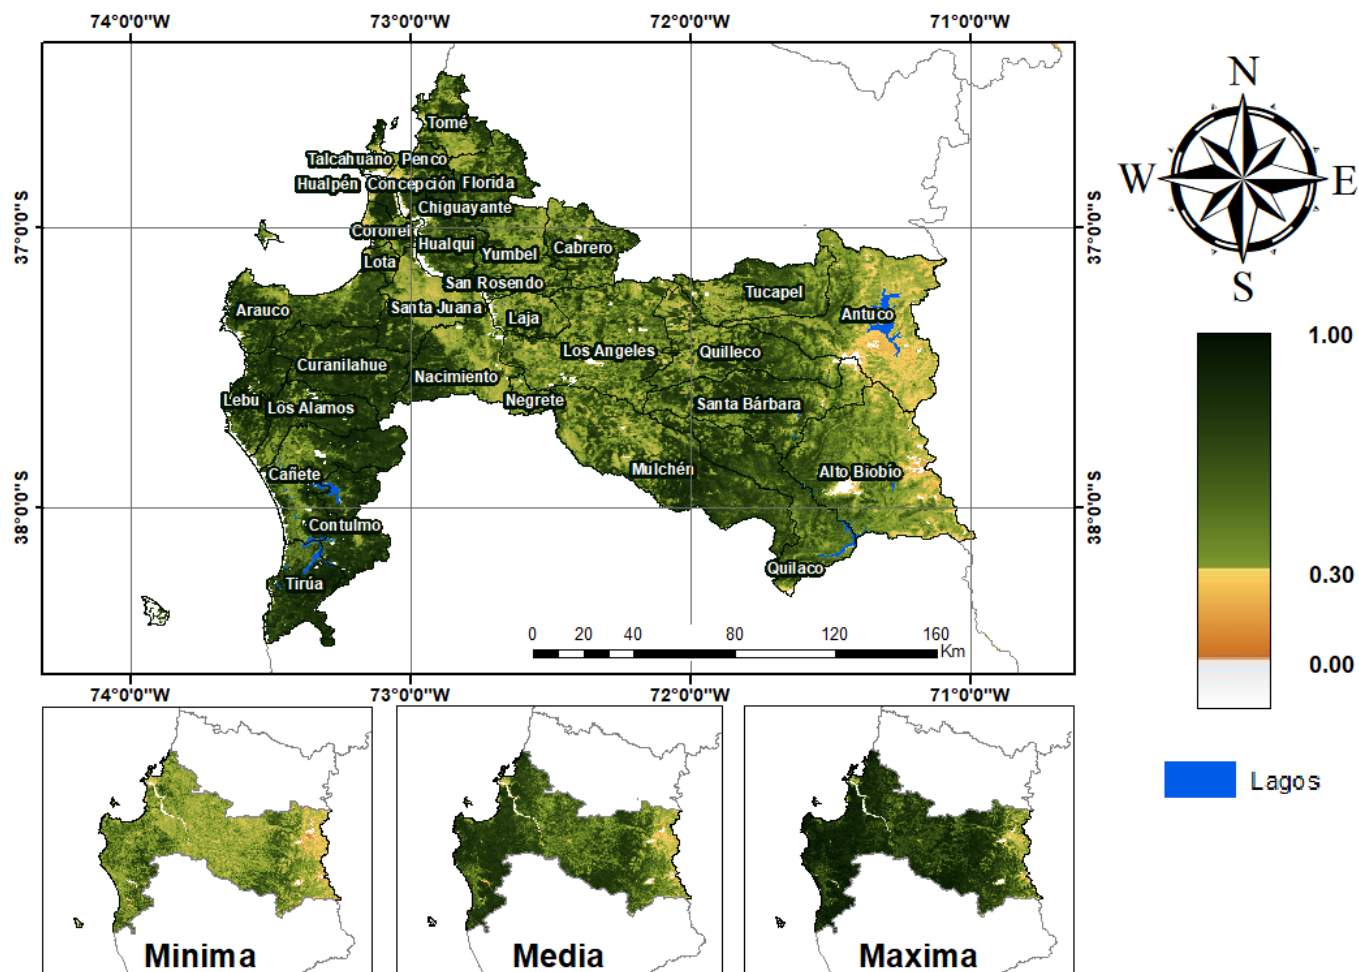 74°0'0"W 73°0'0"W 72°0'0"W 71°0'0"W
N
W E
S
37°0'0"S
37°0'0"S
38°0'0"S
38°0'0"S
Tomé
Talcahuano Penco
Hualpén Concepción Florida
Chiguayante
Coronel Hualqui Yumbel Cabrero
Lota
San Rosendo
Tucapel
Arauco Santa Juana Laja Antuco
Curanilahue Los Angeles Quilleco
Nacimiento
Lebu Los Alamos Negrete Santa Bárbara
Cañete Mulchén Alto Biobio
Contulmo
Tirúa Quilaco
0 20 40 80 120 160
Km
74°0'0"W 73°0'0"W 72°0'0"W 71°0'0"W
1.00
0.30
0.00
Lagos
Minima Media Maxima